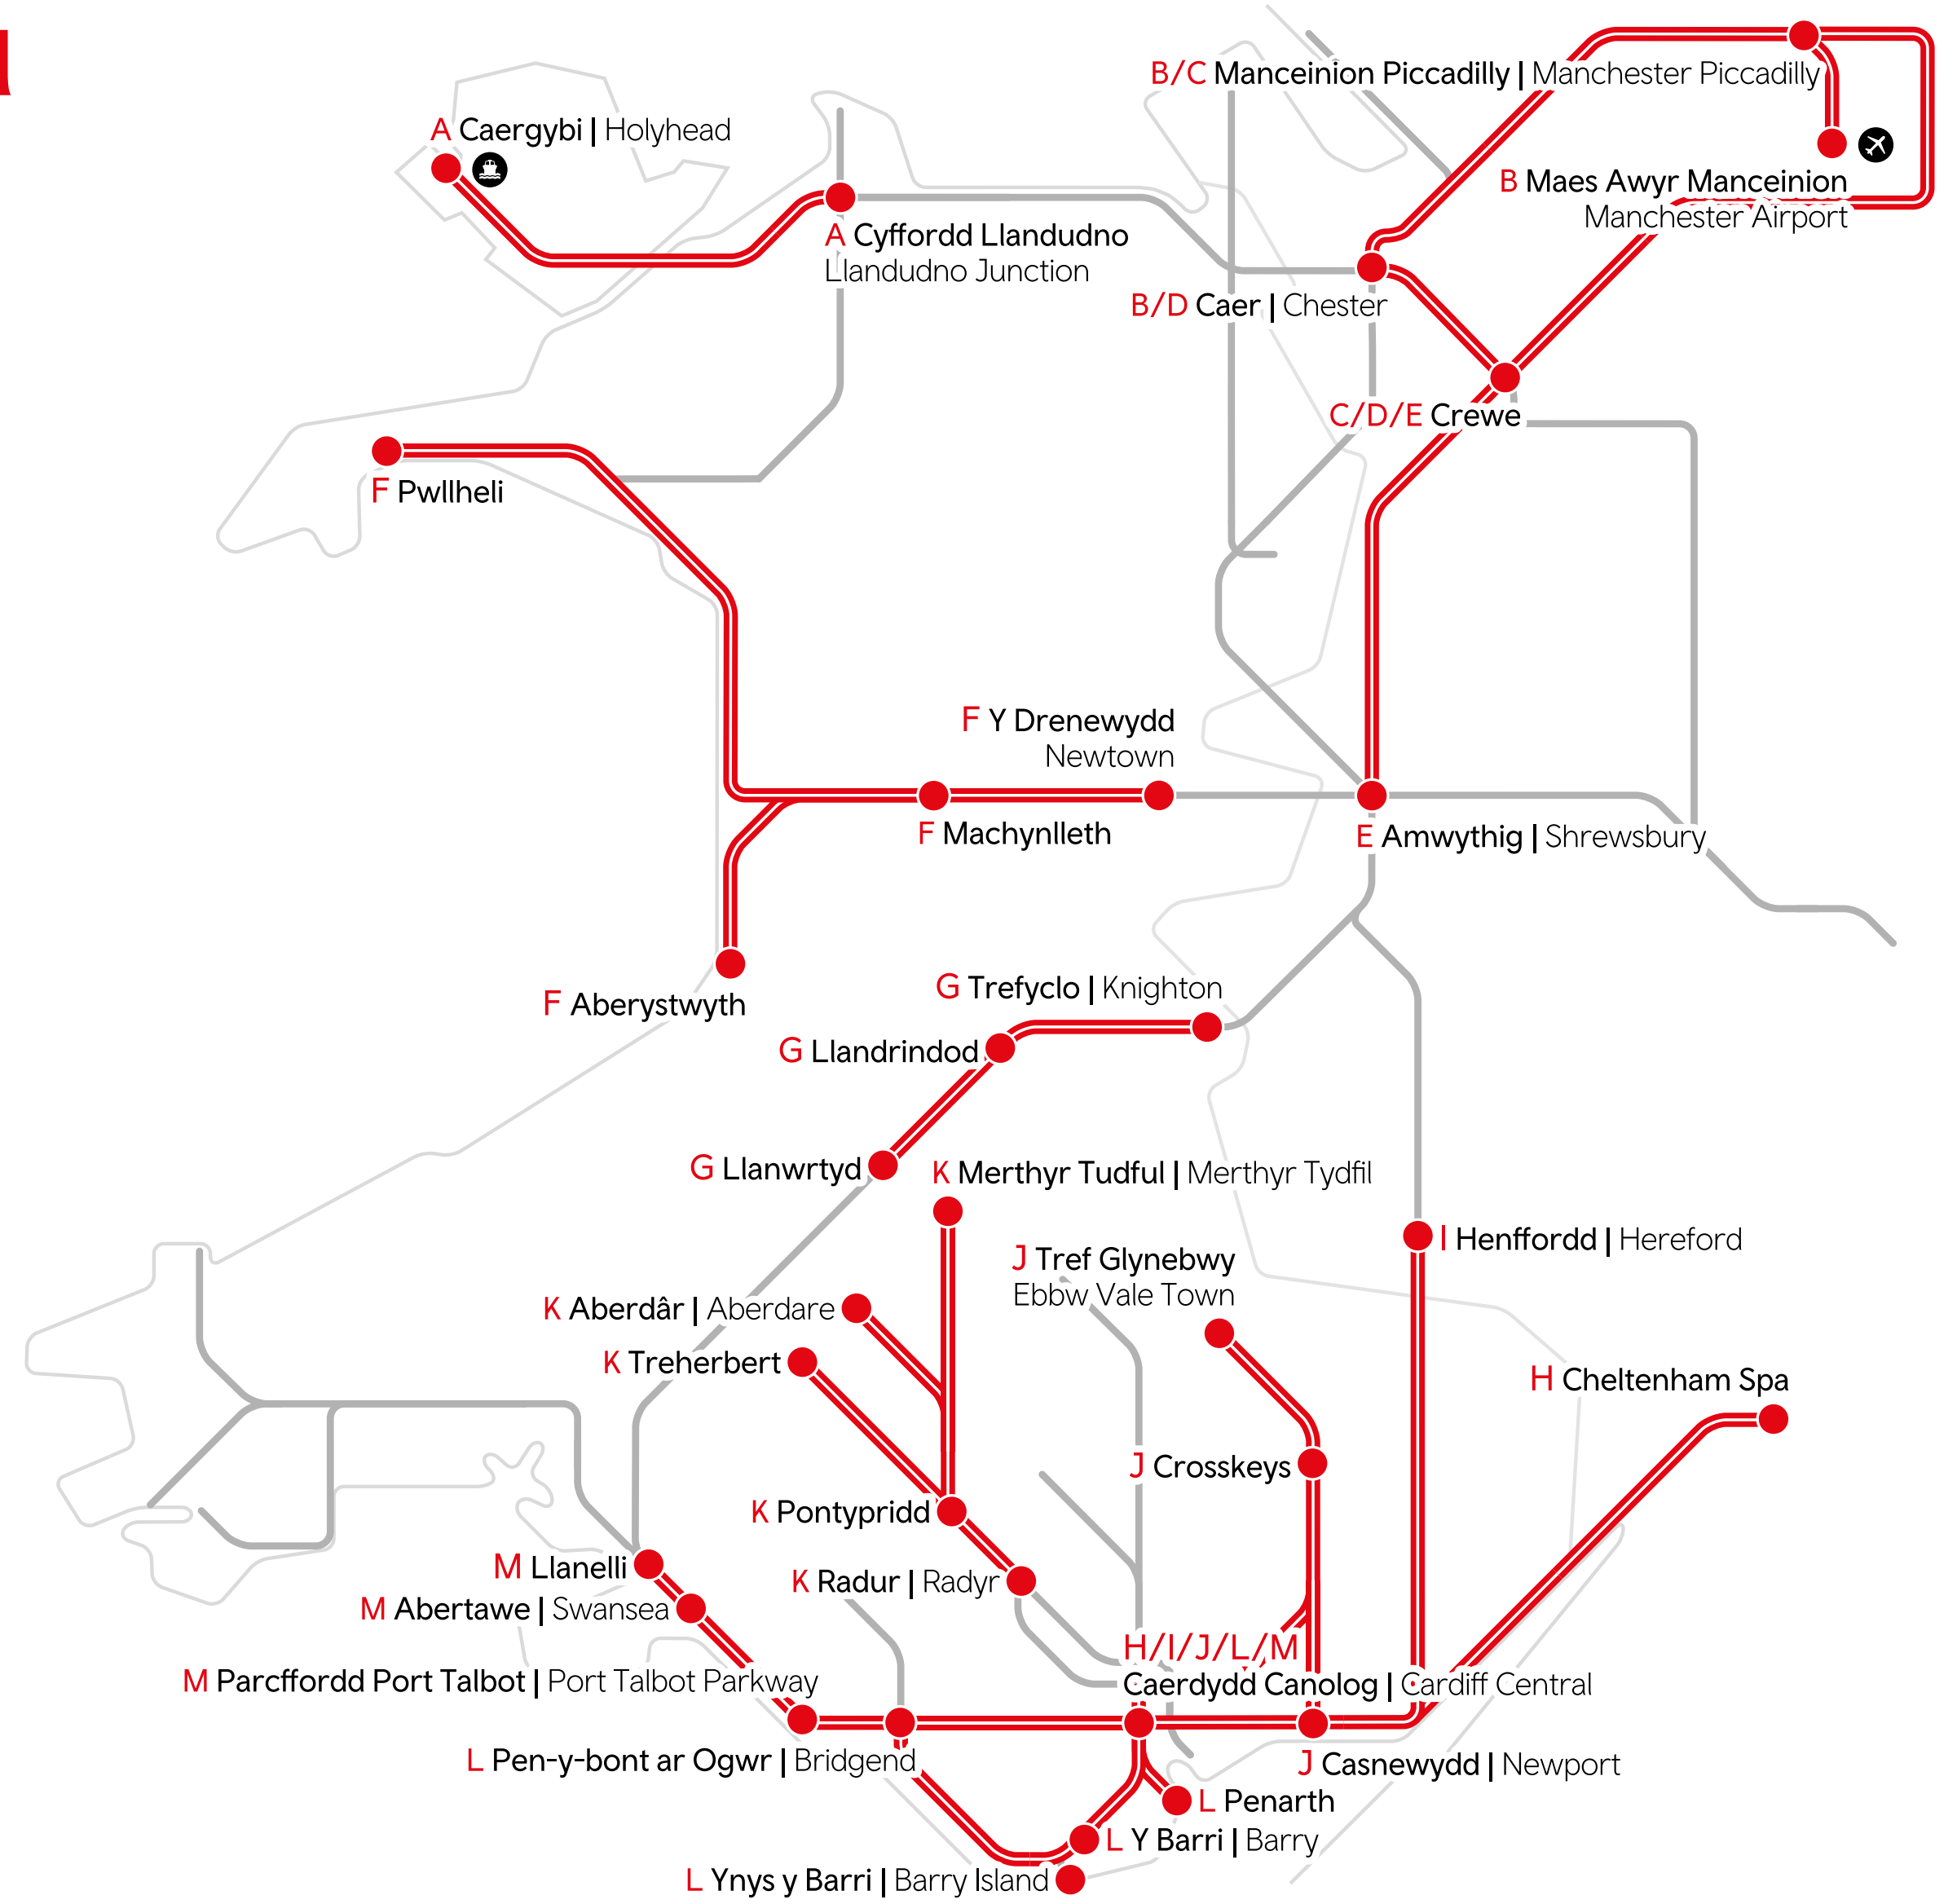 B/C Manceinion Piccadilly | Manchester Piccadilly
A Caergybi | Holyhead
B Maes Awyr Manceinion
Manchester Airport
A Cyffordd Llandudno
Llandudno Junction
B/D Caer | Chester
C/D/E Crewe
F Pwllheli
F Y Drenewydd
Newtown
F Machynlleth
E Amwythig | Shrewsbury
F Aberystwyth
G Trefyclo | Knighton
G Llandrindod
G Llanwrtyd
K Merthyr Tudful | Merthyr Tydfil
I Henffordd | Hereford
J Tref Glynebwy
Ebbw Vale Town
K Aberdâr | Aberdare
K Treherbert
H Cheltenham Spa
J Crosskeys
K Pontypridd
M Llanelli
K Radur | Radyr
M Abertawe | Swansea
H/I/J/L/M
Caerdydd Canolog | Cardiff Central
M Parcffordd Port Talbot | Port Talbot Parkway
L Pen-y-bont ar Ogwr | Bridgend
J Casnewydd | Newport
L Penarth
L Y Barri | Barry
L Ynys y Barri | Barry Island